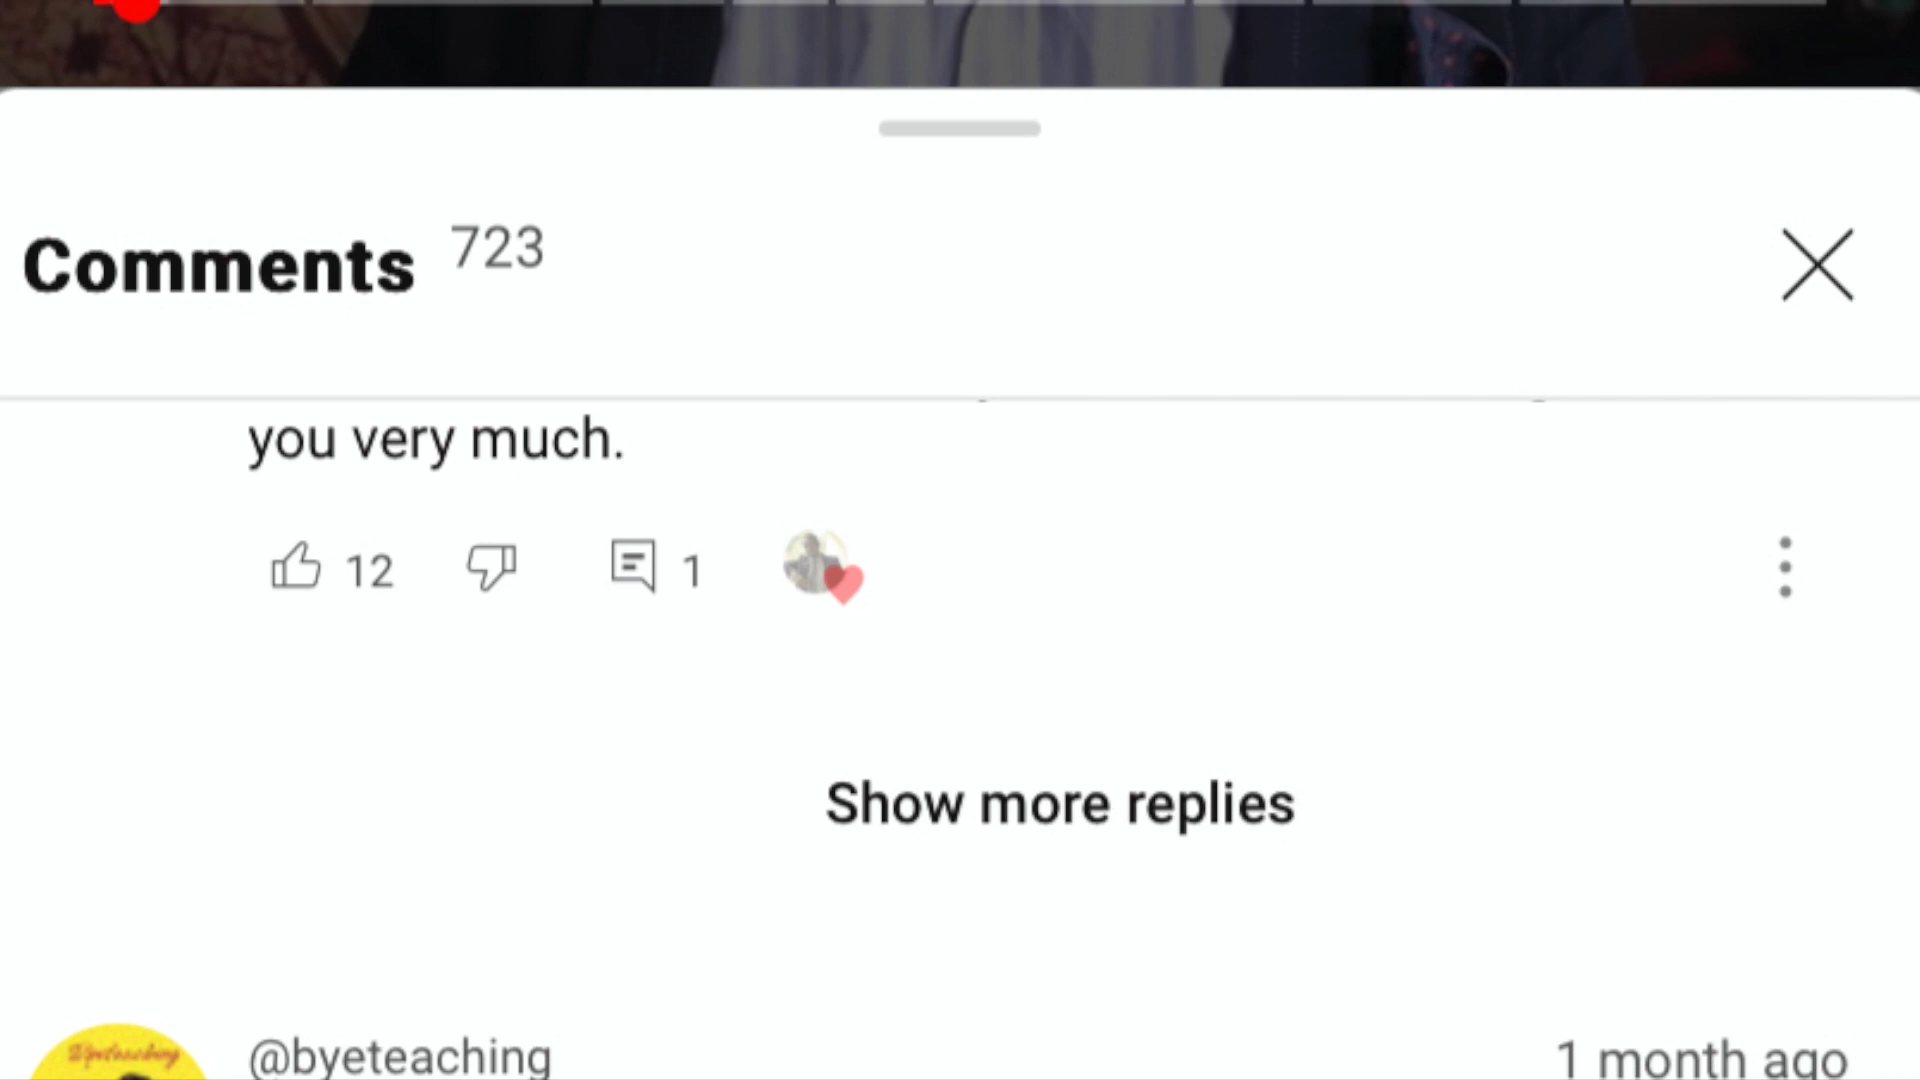 Comments 723
you very much.
12 1
Show more replies
@byeteaching 1 month ago